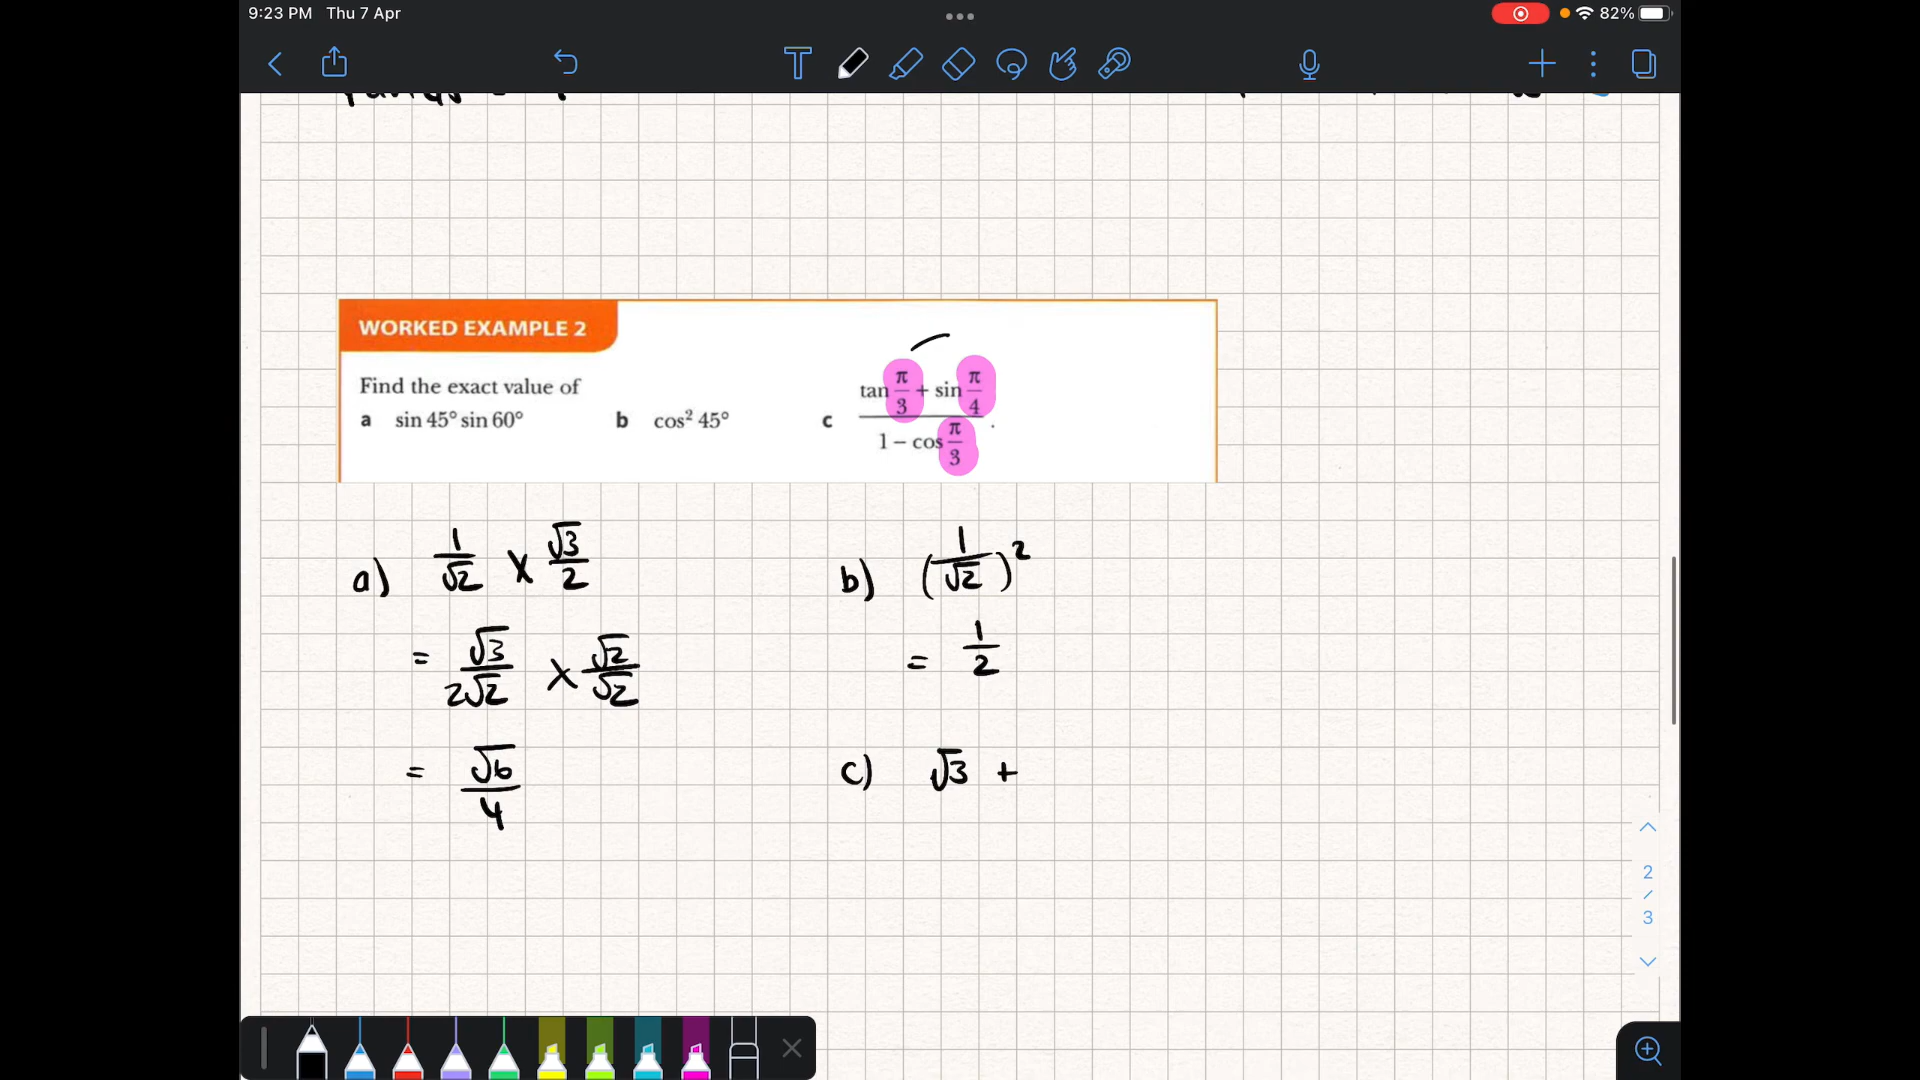 9:23 PM Thu 7 Apr
82%
T
WORKED EXAMPLE 2
Find the exact value of
a sin 45° sin 60° b cos² 45° c (tan π/3 + sin π/4)/(1 − cos π/3) .
a) 1/√2 × √3/2
= √3/2√2 × √2/√2
= √6/4
b) (1/√2)²
= 1/2
c) √3 +
2
/
3